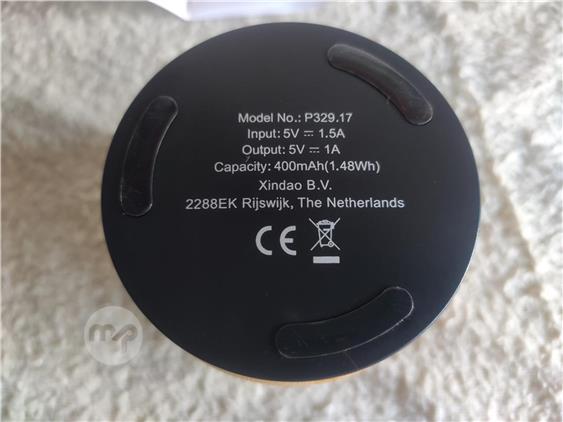 Model No.: P329.17
Input: 5V ⎓ 1.5A
Output: 5V ⎓ 1A
Capacity: 400mAh(1.48Wh)
Xindao B.V.
2288EK Rijswijk, The Netherlands
CE
mp